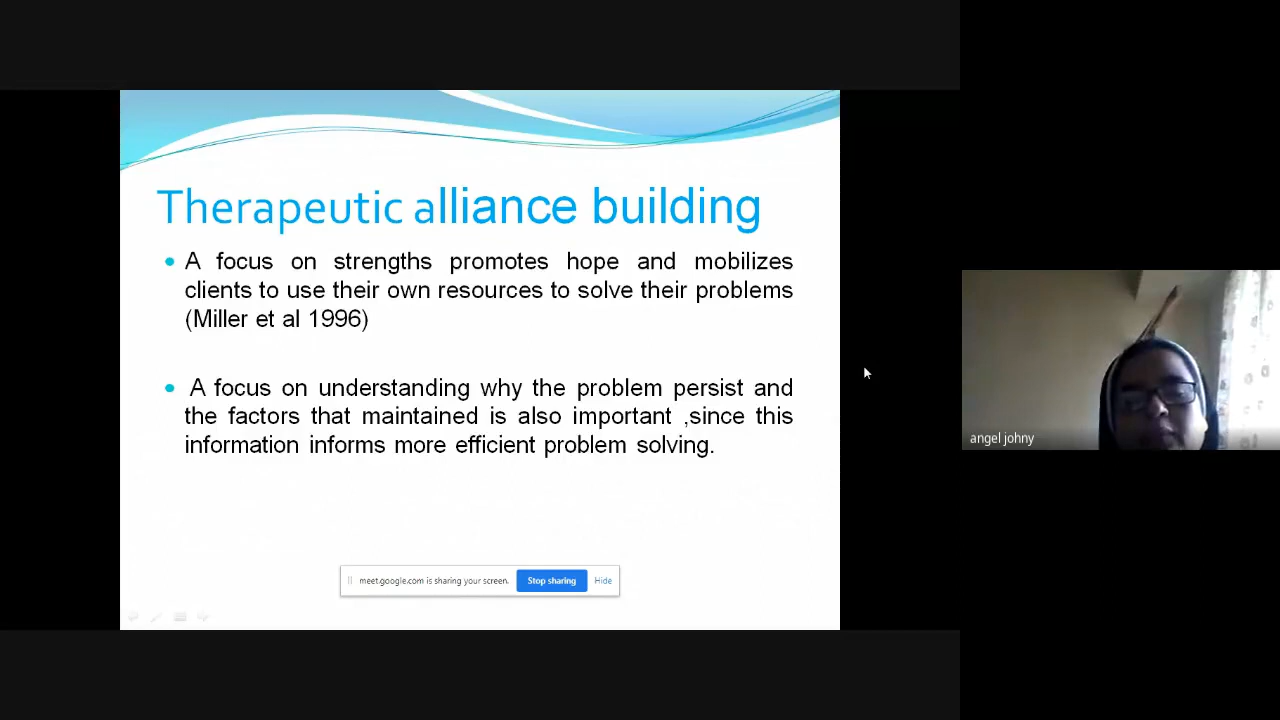 Therapeutic alliance building
A focus on strengths promotes hope and mobilizes
clients to use their own resources to solve their problems
(Miller et al 1996)
A focus on understanding why the problem persist and
the factors that maintained is also important ,since this
information informs more efficient problem solving.
meet.google.com is sharing your screen.
Stop sharing
Hide
angel johny